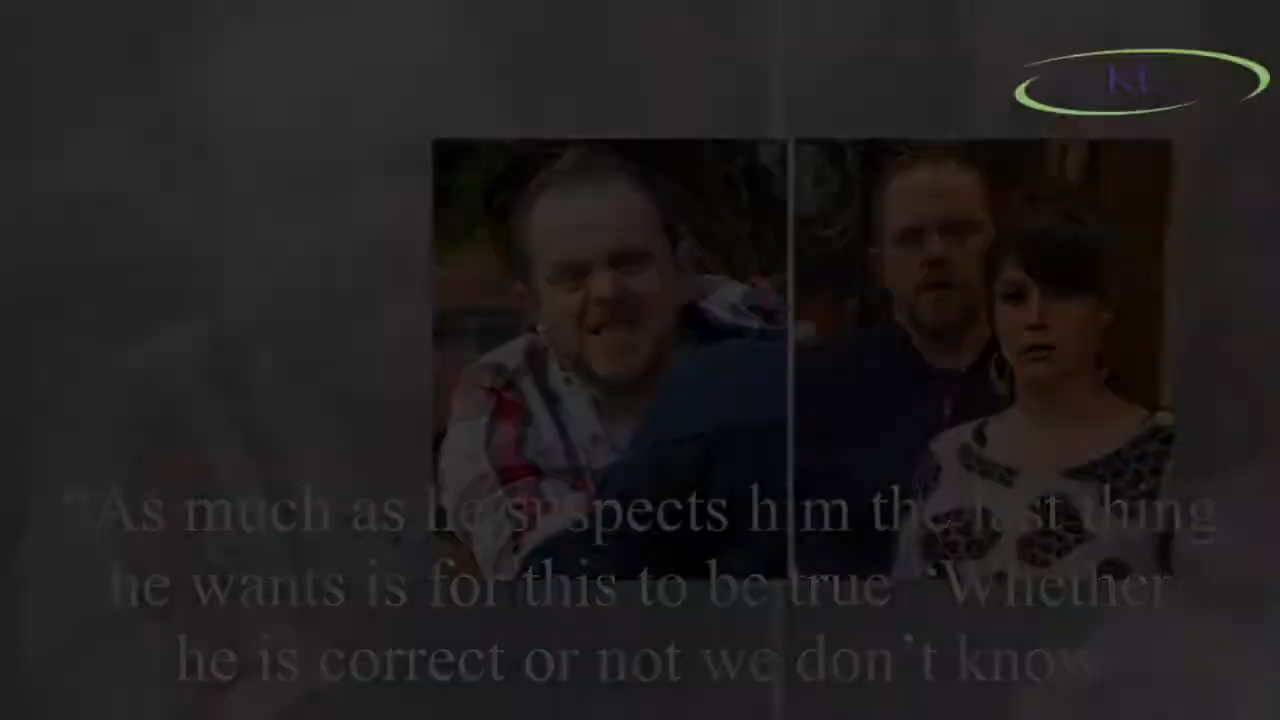 KL
"As much as he suspects him the last thing
he wants is for this to be true "Whether
he is correct or not we don't know